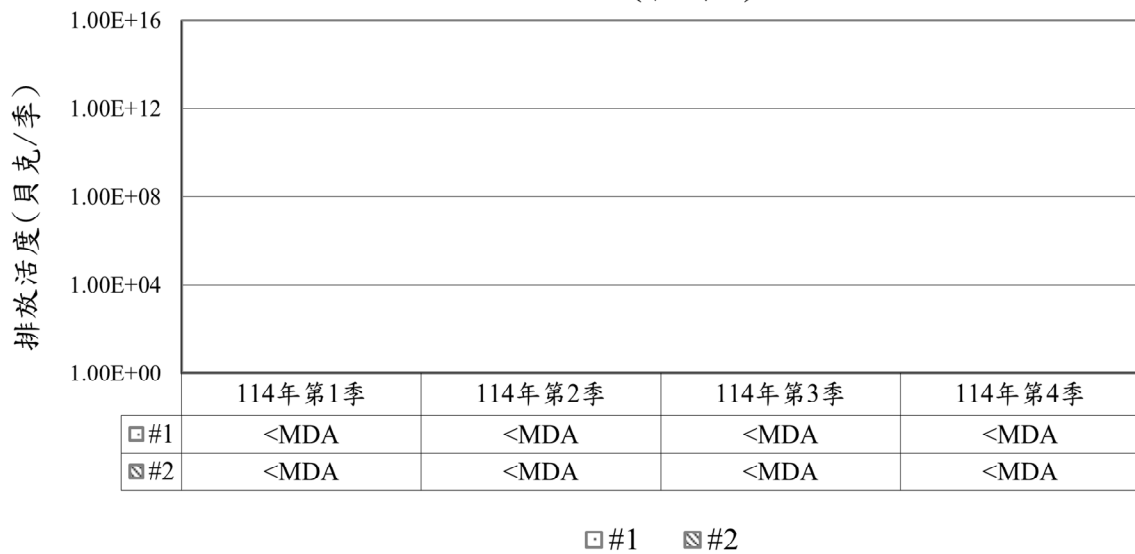 1.00E+16
1.00E+12
1.00E+08
1.00E+04
1.00E+00
排放活度(貝克/季)
114年第1季 114年第2季 114年第3季 114年第4季
#1 <MDA <MDA <MDA <MDA
#2 <MDA <MDA <MDA <MDA
#1 #2